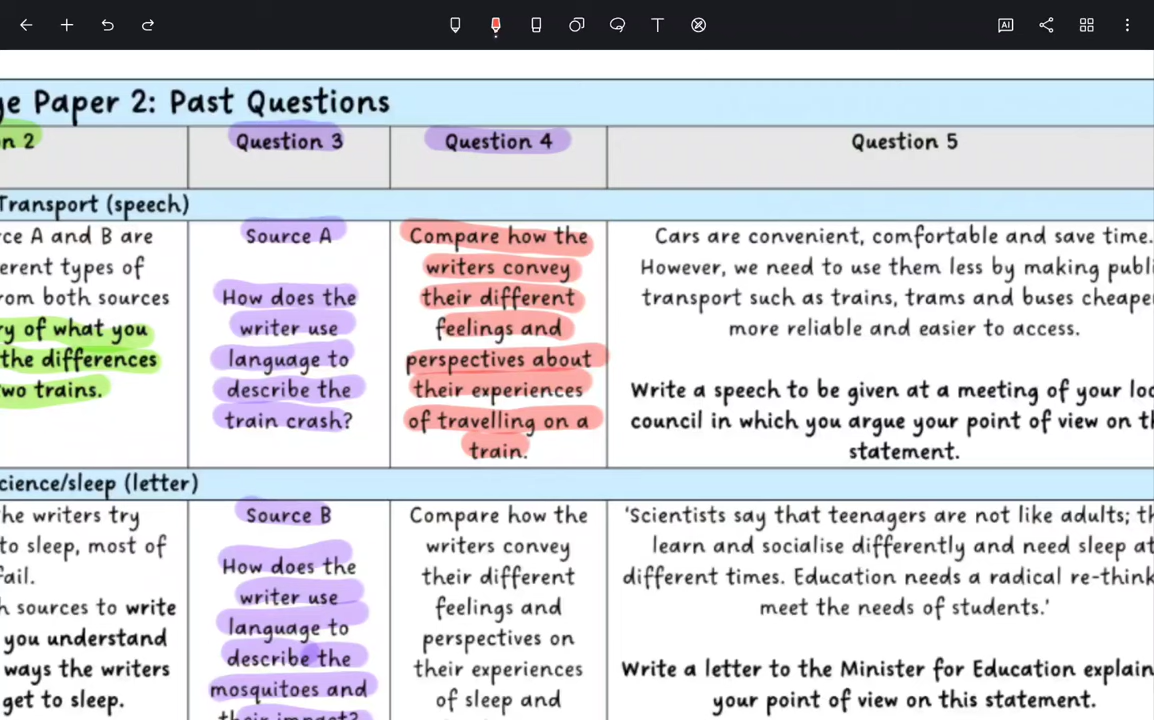 AI
T
ge Paper 2: Past Questions
n 2
Question 3
Question 4
Question 5
Transport (speech)
ce A and B are
erent types of
rom both sources
ry of what you
the differences
wo trains.
Source A
How does the
writer use
language to
describe the
train crash?
Compare how the
writers convey
their different
feelings and
perspectives about
their experiences
of travelling on a
train.
Cars are convenient, comfortable and save time.
However, we need to use them less by making publi
transport such as trains, trams and buses cheape
more reliable and easier to access.
Write a speech to be given at a meeting of your loc
council in which you argue your point of view on th
statement.
cience/sleep (letter)
he writers try
to sleep, most of
fail.
h sources to write
you understand
ways the writers
get to sleep.
Source B
How does the
writer use
language to
describe the
mosquitoes and
their impact?
Compare how the
writers convey
their different
feelings and
perspectives on
their experiences
of sleep and
'Scientists say that teenagers are not like adults; th
learn and socialise differently and need sleep at
different times. Education needs a radical re-think
meet the needs of students.'
Write a letter to the Minister for Education explain
your point of view on this statement.